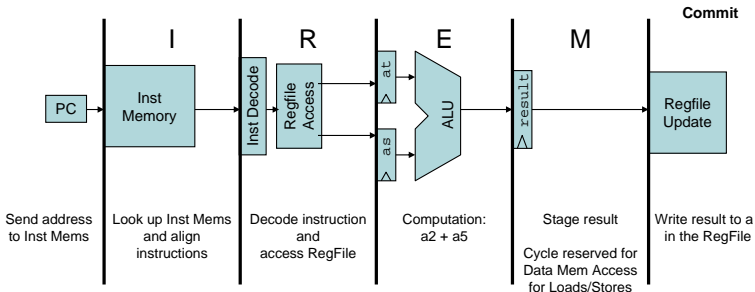 Commit
I
R
E
M
PC
Inst
Memory
Inst Decode
Regfile
Access
at
as
ALU
result
Regfile
Update
Send address
to Inst Mems
Look up Inst Mems
and align
instructions
Decode instruction
and
access RegFile
Computation:
a2 + a5
Stage result
Cycle reserved for
Data Mem Access
for Loads/Stores
Write result to a
in the RegFile